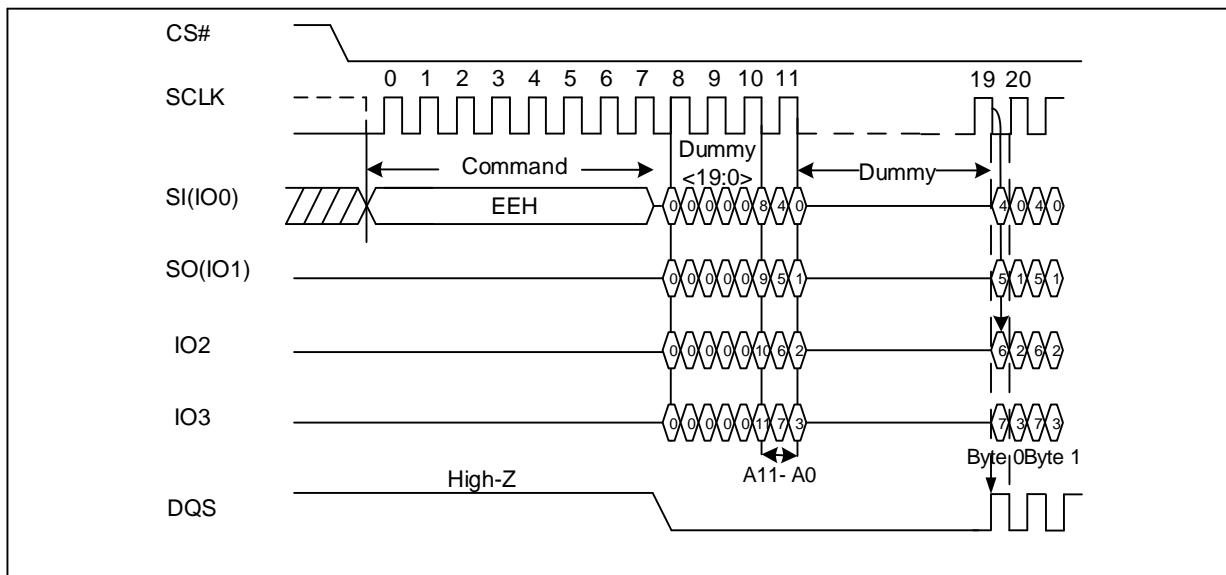 CS#
0 1 2 3 4 5 6 7 8 9 10 11 19 20
SCLK
Command
Dummy
<19:0>
Dummy
SI(IO0)
EEH
0 0 0 0 0 8 4 0 4 0 4 0
SO(IO1)
0 0 0 0 0 9 5 1 5 1 5 1
IO2
0 0 0 0 0 10 6 2 6 2 6 2
IO3
0 0 0 0 0 11 7 3 7 3 7 3
A11- A0
Byte 0 Byte 1
High-Z
DQS